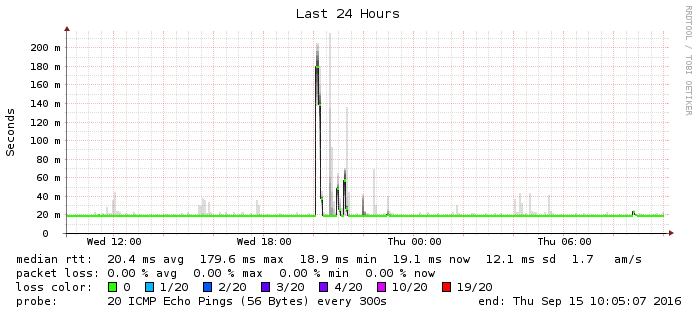 Last 24 Hours
RRDTOOL / TOBI OETIKER
Seconds
200 m
180 m
160 m
140 m
120 m
100 m
80 m
60 m
40 m
20 m
0
Wed 12:00 Wed 18:00 Thu 00:00 Thu 06:00
median rtt: 20.4 ms avg 179.6 ms max 18.9 ms min 19.1 ms now 12.1 ms sd 1.7 am/s
packet loss: 0.00 % avg 0.00 % max 0.00 % min 0.00 % now
loss color: 0 1/20 2/20 3/20 4/20 10/20 19/20
probe: 20 ICMP Echo Pings (56 Bytes) every 300s end: Thu Sep 15 10:05:07 2016